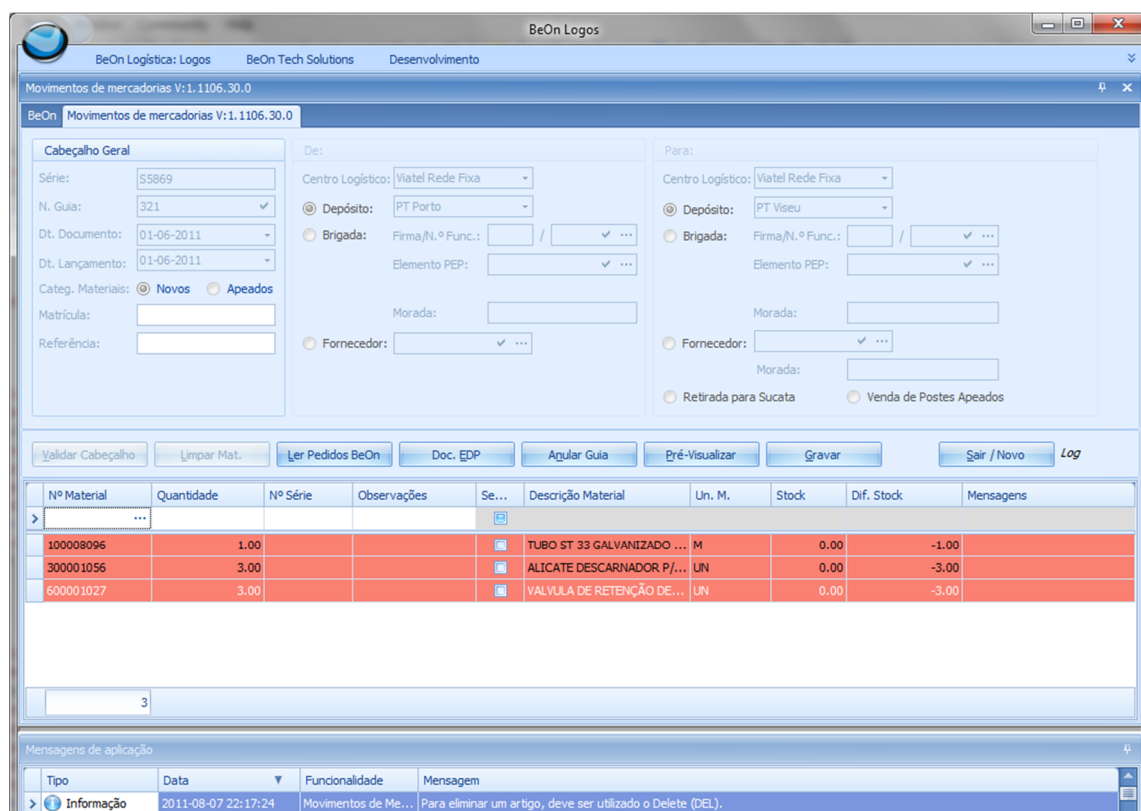 BeOn Logos
BeOn Logística: Logos BeOn Tech Solutions Desenvolvimento
Movimentos de mercadorias V:1.1106.30.0
BeOn Movimentos de mercadorias V:1.1106.30.0
Cabeçalho Geral De: Para:
Série: S5869 Centro Logístico: Viatel Rede Fixa Centro Logístico: Viatel Rede Fixa
N. Guia: 321 Depósito: PT Porto Depósito: PT Viseu
Dt. Documento: 01-06-2011 Brigada: Firma/N.º Func.: / ... Brigada: Firma/N.º Func.: / ...
Dt. Lançamento: 01-06-2011 Elemento PEP: ... Elemento PEP: ...
Categ. Materiais: Novos Apeados
Matrícula: Morada: Morada:
Referência: Fornecedor: ... Fornecedor: ...
Morada:
Retirada para Sucata Venda de Postes Apeados
Validar Cabeçalho Limpar Mat. Ler Pedidos BeOn Doc. EDP Anular Guia Pré-Visualizar Gravar Sair / Novo Log
Nº Material Quantidade Nº Série Observações Se... Descrição Material Un. M. Stock Dif. Stock Mensagens
...
100008096 1.00 TUBO ST 33 GALVANIZADO ... M 0.00 -1.00
300001056 3.00 ALICATE DESCARNADOR P/... UN 0.00 -3.00
600001027 3.00 VALVULA DE RETENÇÃO DE... UN 0.00 -3.00
3
Mensagens de aplicação
Tipo Data Funcionalidade Mensagem
Informação 2011-08-07 22:17:24 Movimentos de Me... Para eliminar um artigo, deve ser utilizado o Delete (DEL).